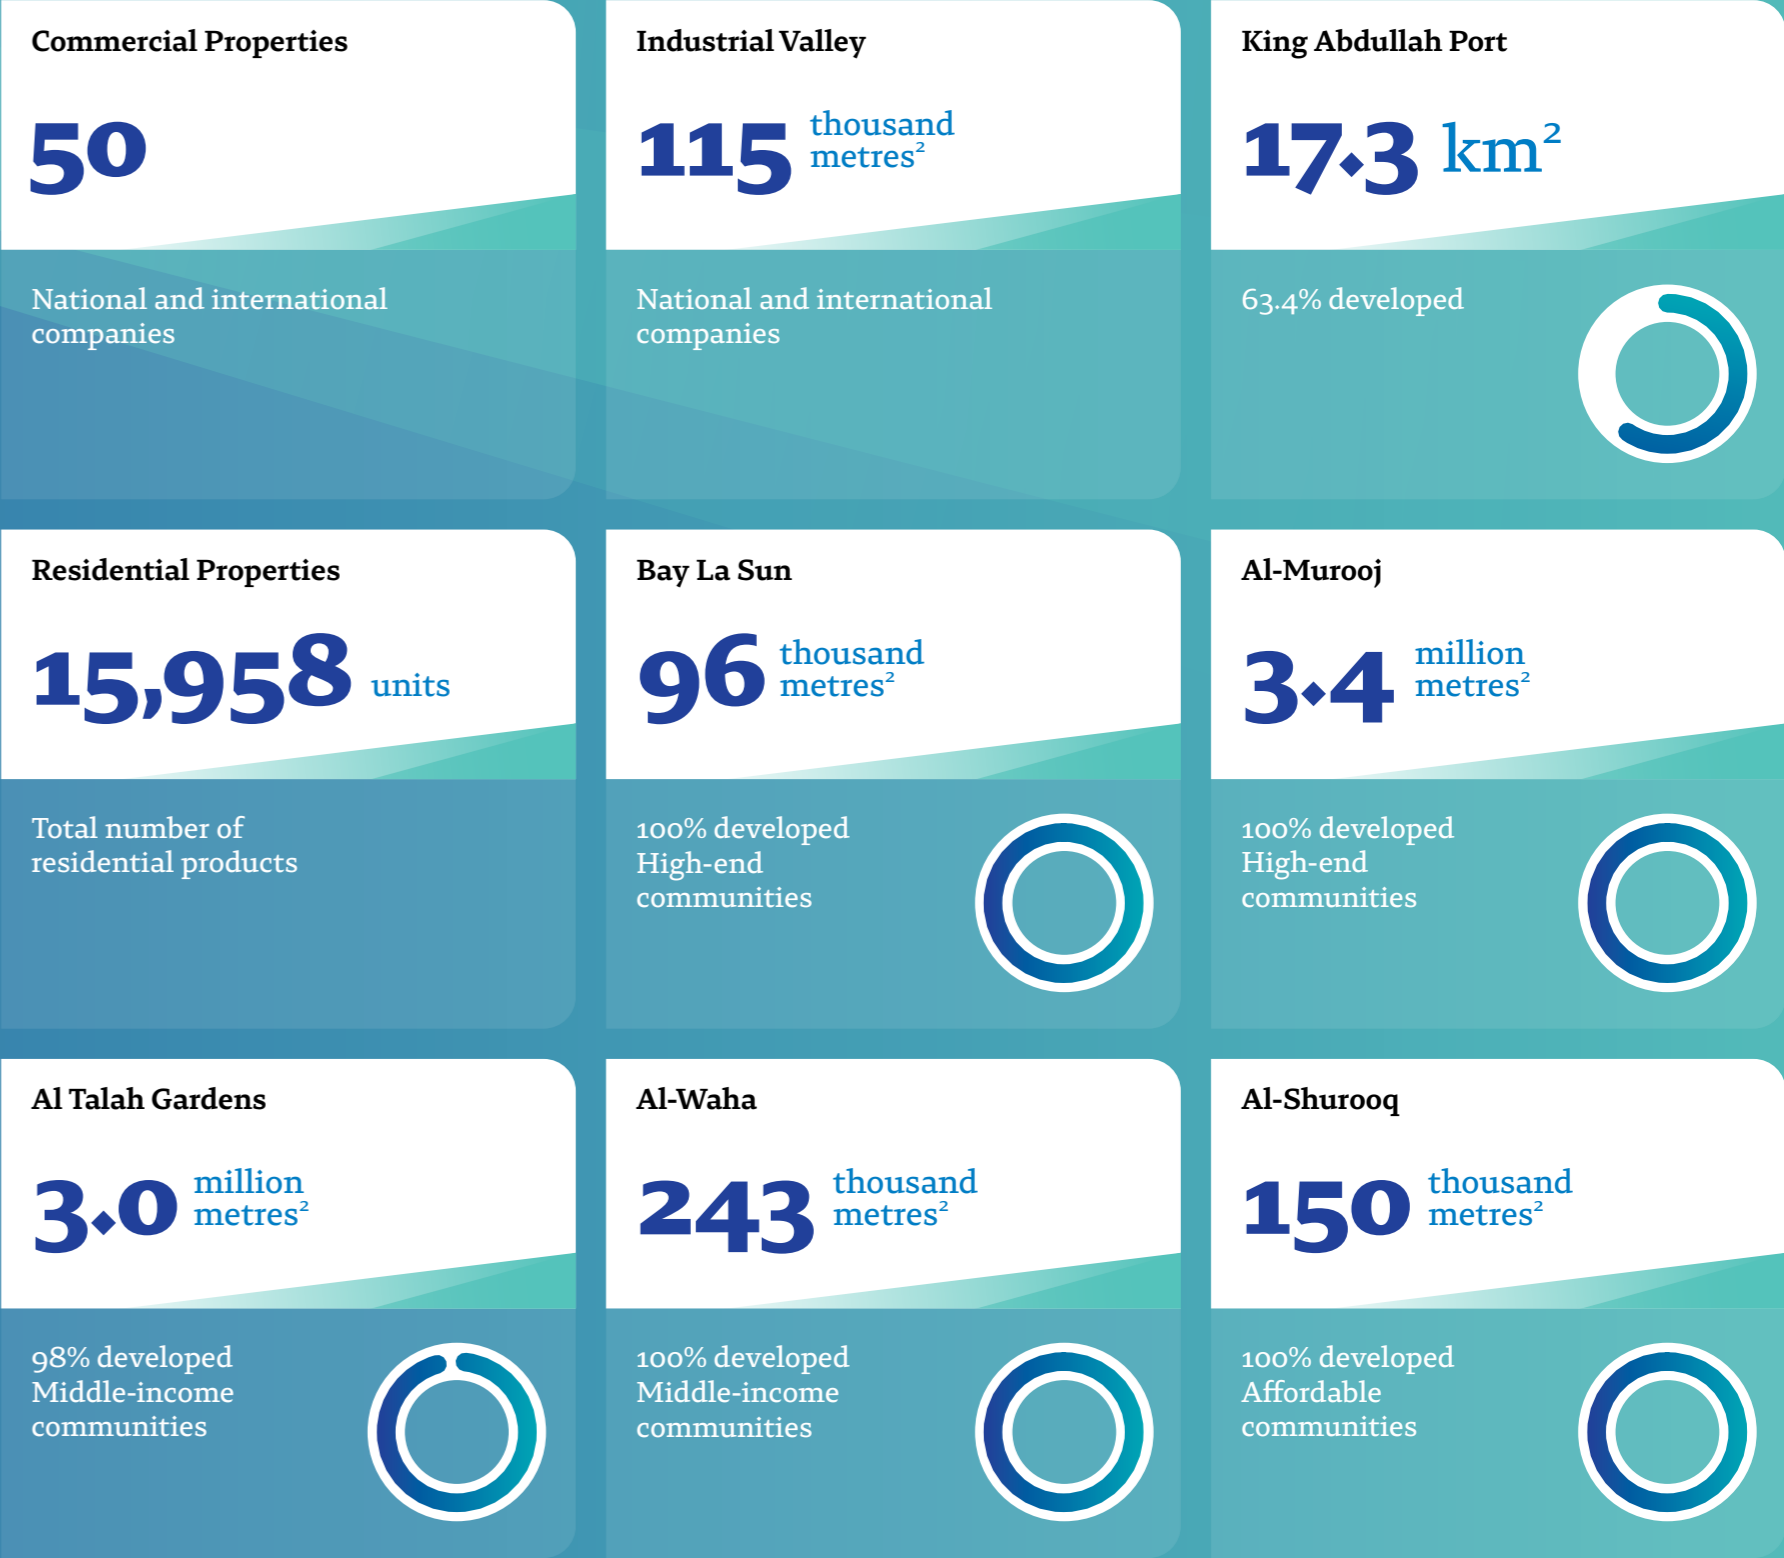 Commercial Properties
50
National and international
companies
Industrial Valley
115 thousand
metres²
National and international
companies
King Abdullah Port
17.3 km²
63.4% developed
Residential Properties
15,958 units
Total number of
residential products
Bay La Sun
96 thousand
metres²
100% developed
High-end
communities
Al-Murooj
3.4 million
metres²
100% developed
High-end
communities
Al Talah Gardens
3.0 million
metres²
98% developed
Middle-income
communities
Al-Waha
243 thousand
metres²
100% developed
Middle-income
communities
Al-Shurooq
150 thousand
metres²
100% developed
Affordable
communities